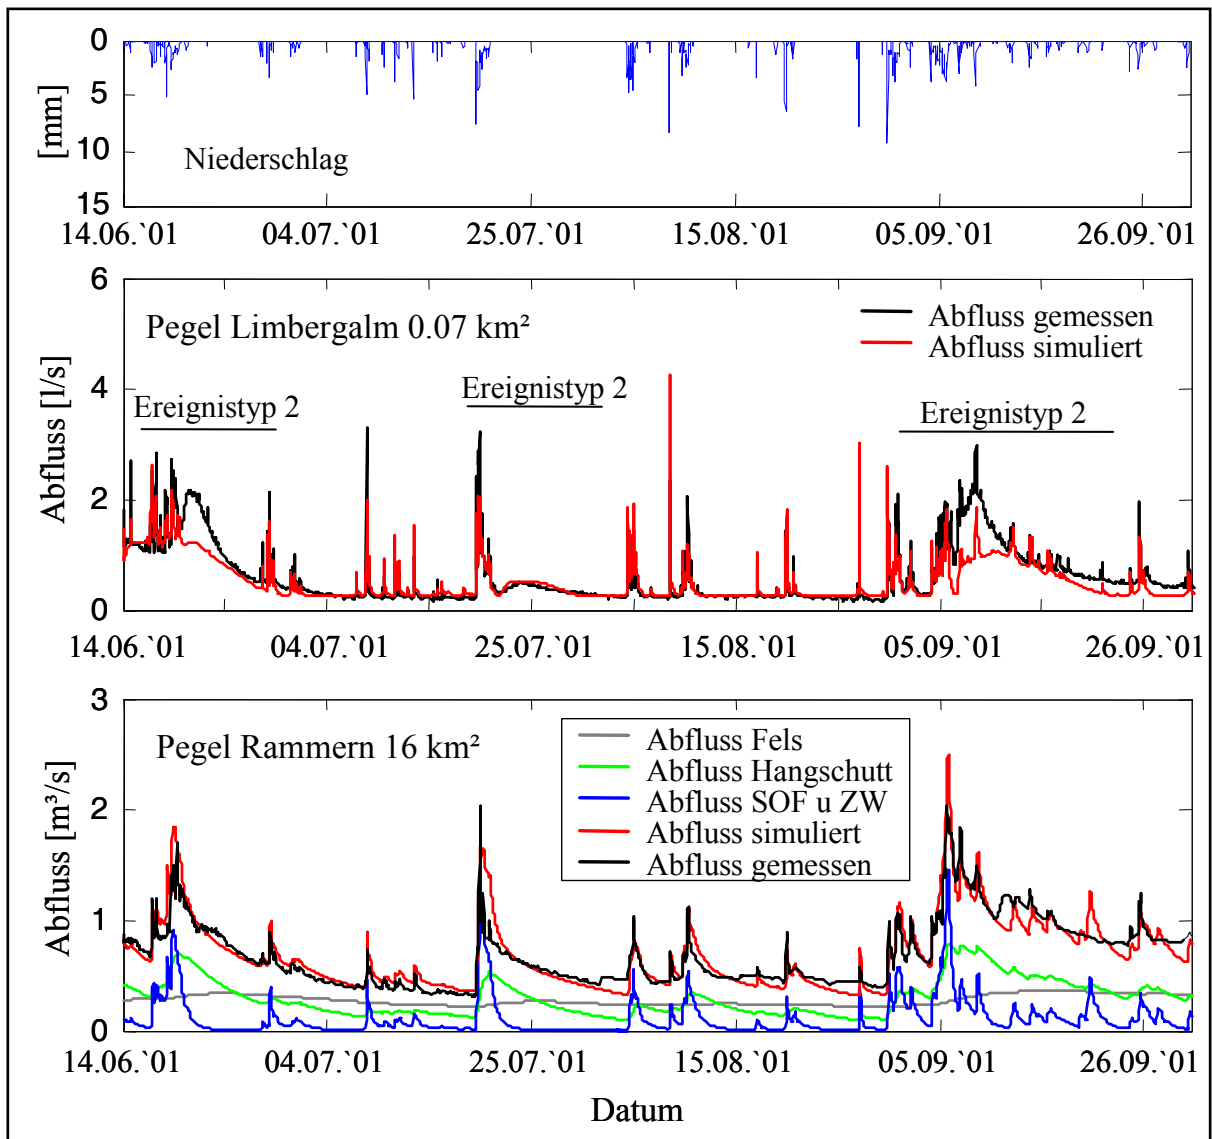 0
5
10
15
[mm]
Niederschlag
14.06.`01 04.07.`01 25.07.`01 15.08.`01 05.09.`01 26.09.`01
6
4
2
0
Abfluss [l/s]
Pegel Limbergalm 0.07 km²
Abfluss gemessen
Abfluss simuliert
Ereignistyp 2
Ereignistyp 2
Ereignistyp 2
14.06.`01 04.07.`01 25.07.`01 15.08.`01 05.09.`01 26.09.`01
3
2
1
0
Abfluss [m³/s]
Pegel Rammern 16 km²
Abfluss Fels
Abfluss Hangschutt
Abfluss SOF u ZW
Abfluss simuliert
Abfluss gemessen
14.06.`01 04.07.`01 25.07.`01 15.08.`01 05.09.`01 26.09.`01
Datum